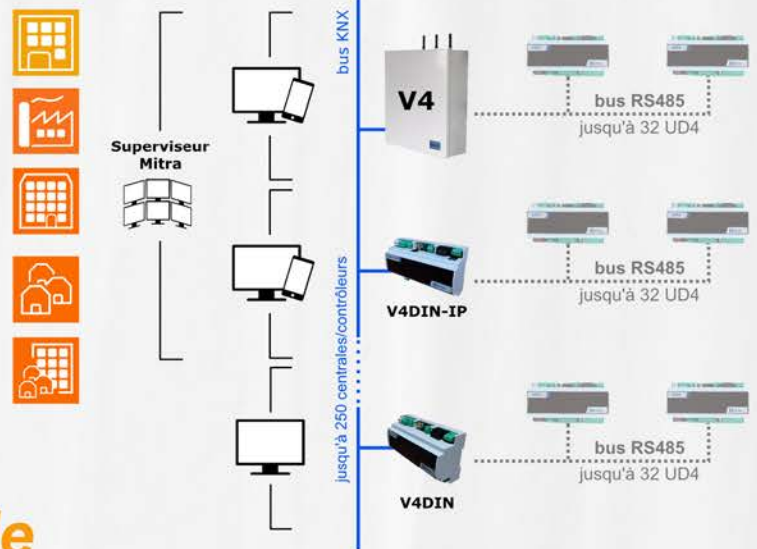 bus KNX
Superviseur
Mitra
V4
bus RS485
jusqu'à 32 UD4
jusqu'à 250 centrales/contrôleurs
V4DIN-IP
bus RS485
jusqu'à 32 UD4
V4DIN
bus RS485
jusqu'à 32 UD4